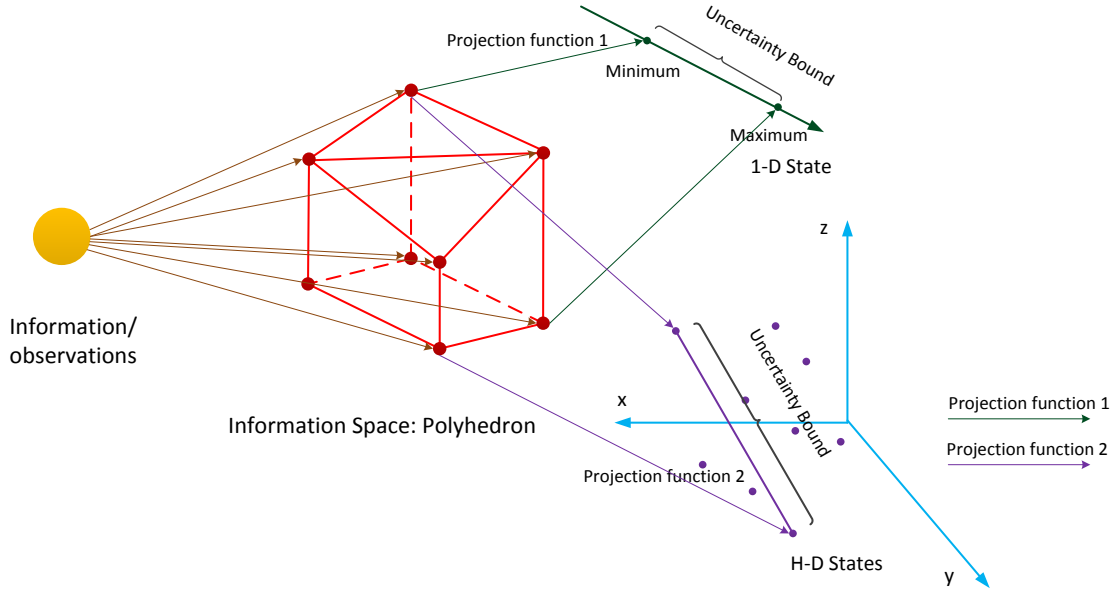 Projection function 1
Uncertainty Bound
Minimum
Maximum
1-D State
Information/
observations
Information Space: Polyhedron
z
x
y
Uncertainty Bound
Projection function 2
H-D States
Projection function 1
Projection function 2